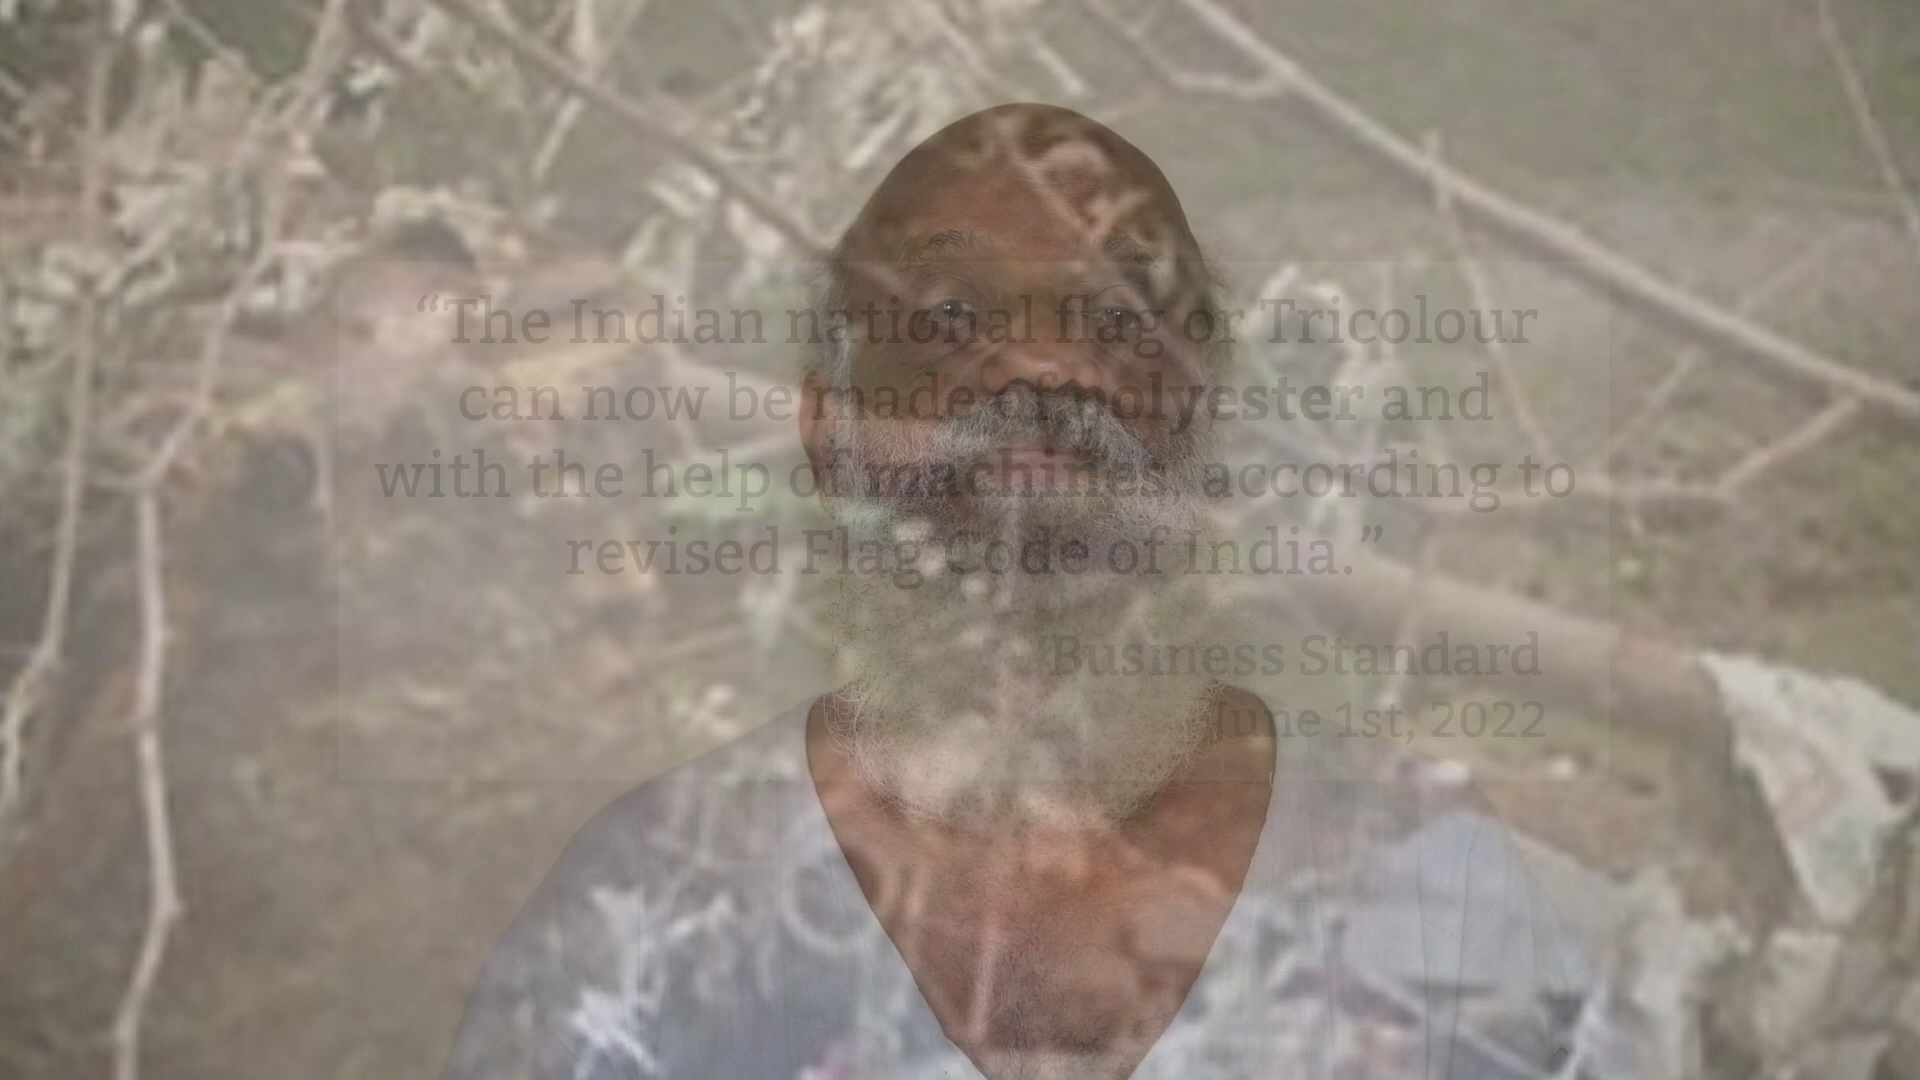 “The Indian national flag or Tricolour
can now be made of polyester and
with the help of machines, according to
revised Flag Code of India.”
Business Standard
June 1st, 2022